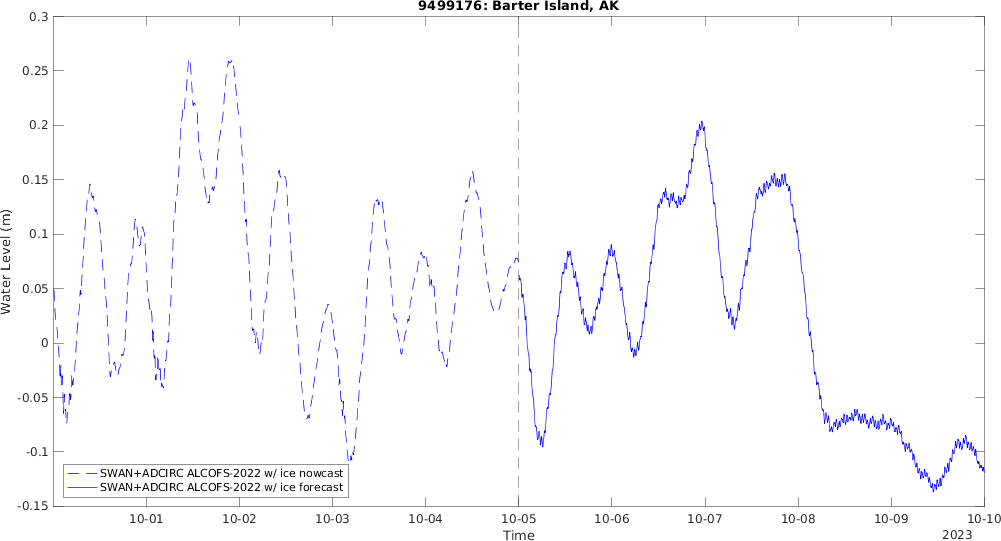 9499176: Barter Island, AK
0.3
0.25
0.2
0.15
0.1
0.05
0
-0.05
-0.1
-0.15
Water Level (m)
SWAN+ADCIRC ALCOFS-2022 w/ ice nowcast
SWAN+ADCIRC ALCOFS-2022 w/ ice forecast
10-01 10-02 10-03 10-04 10-05 10-06 10-07 10-08 10-09 10-10
Time
2023